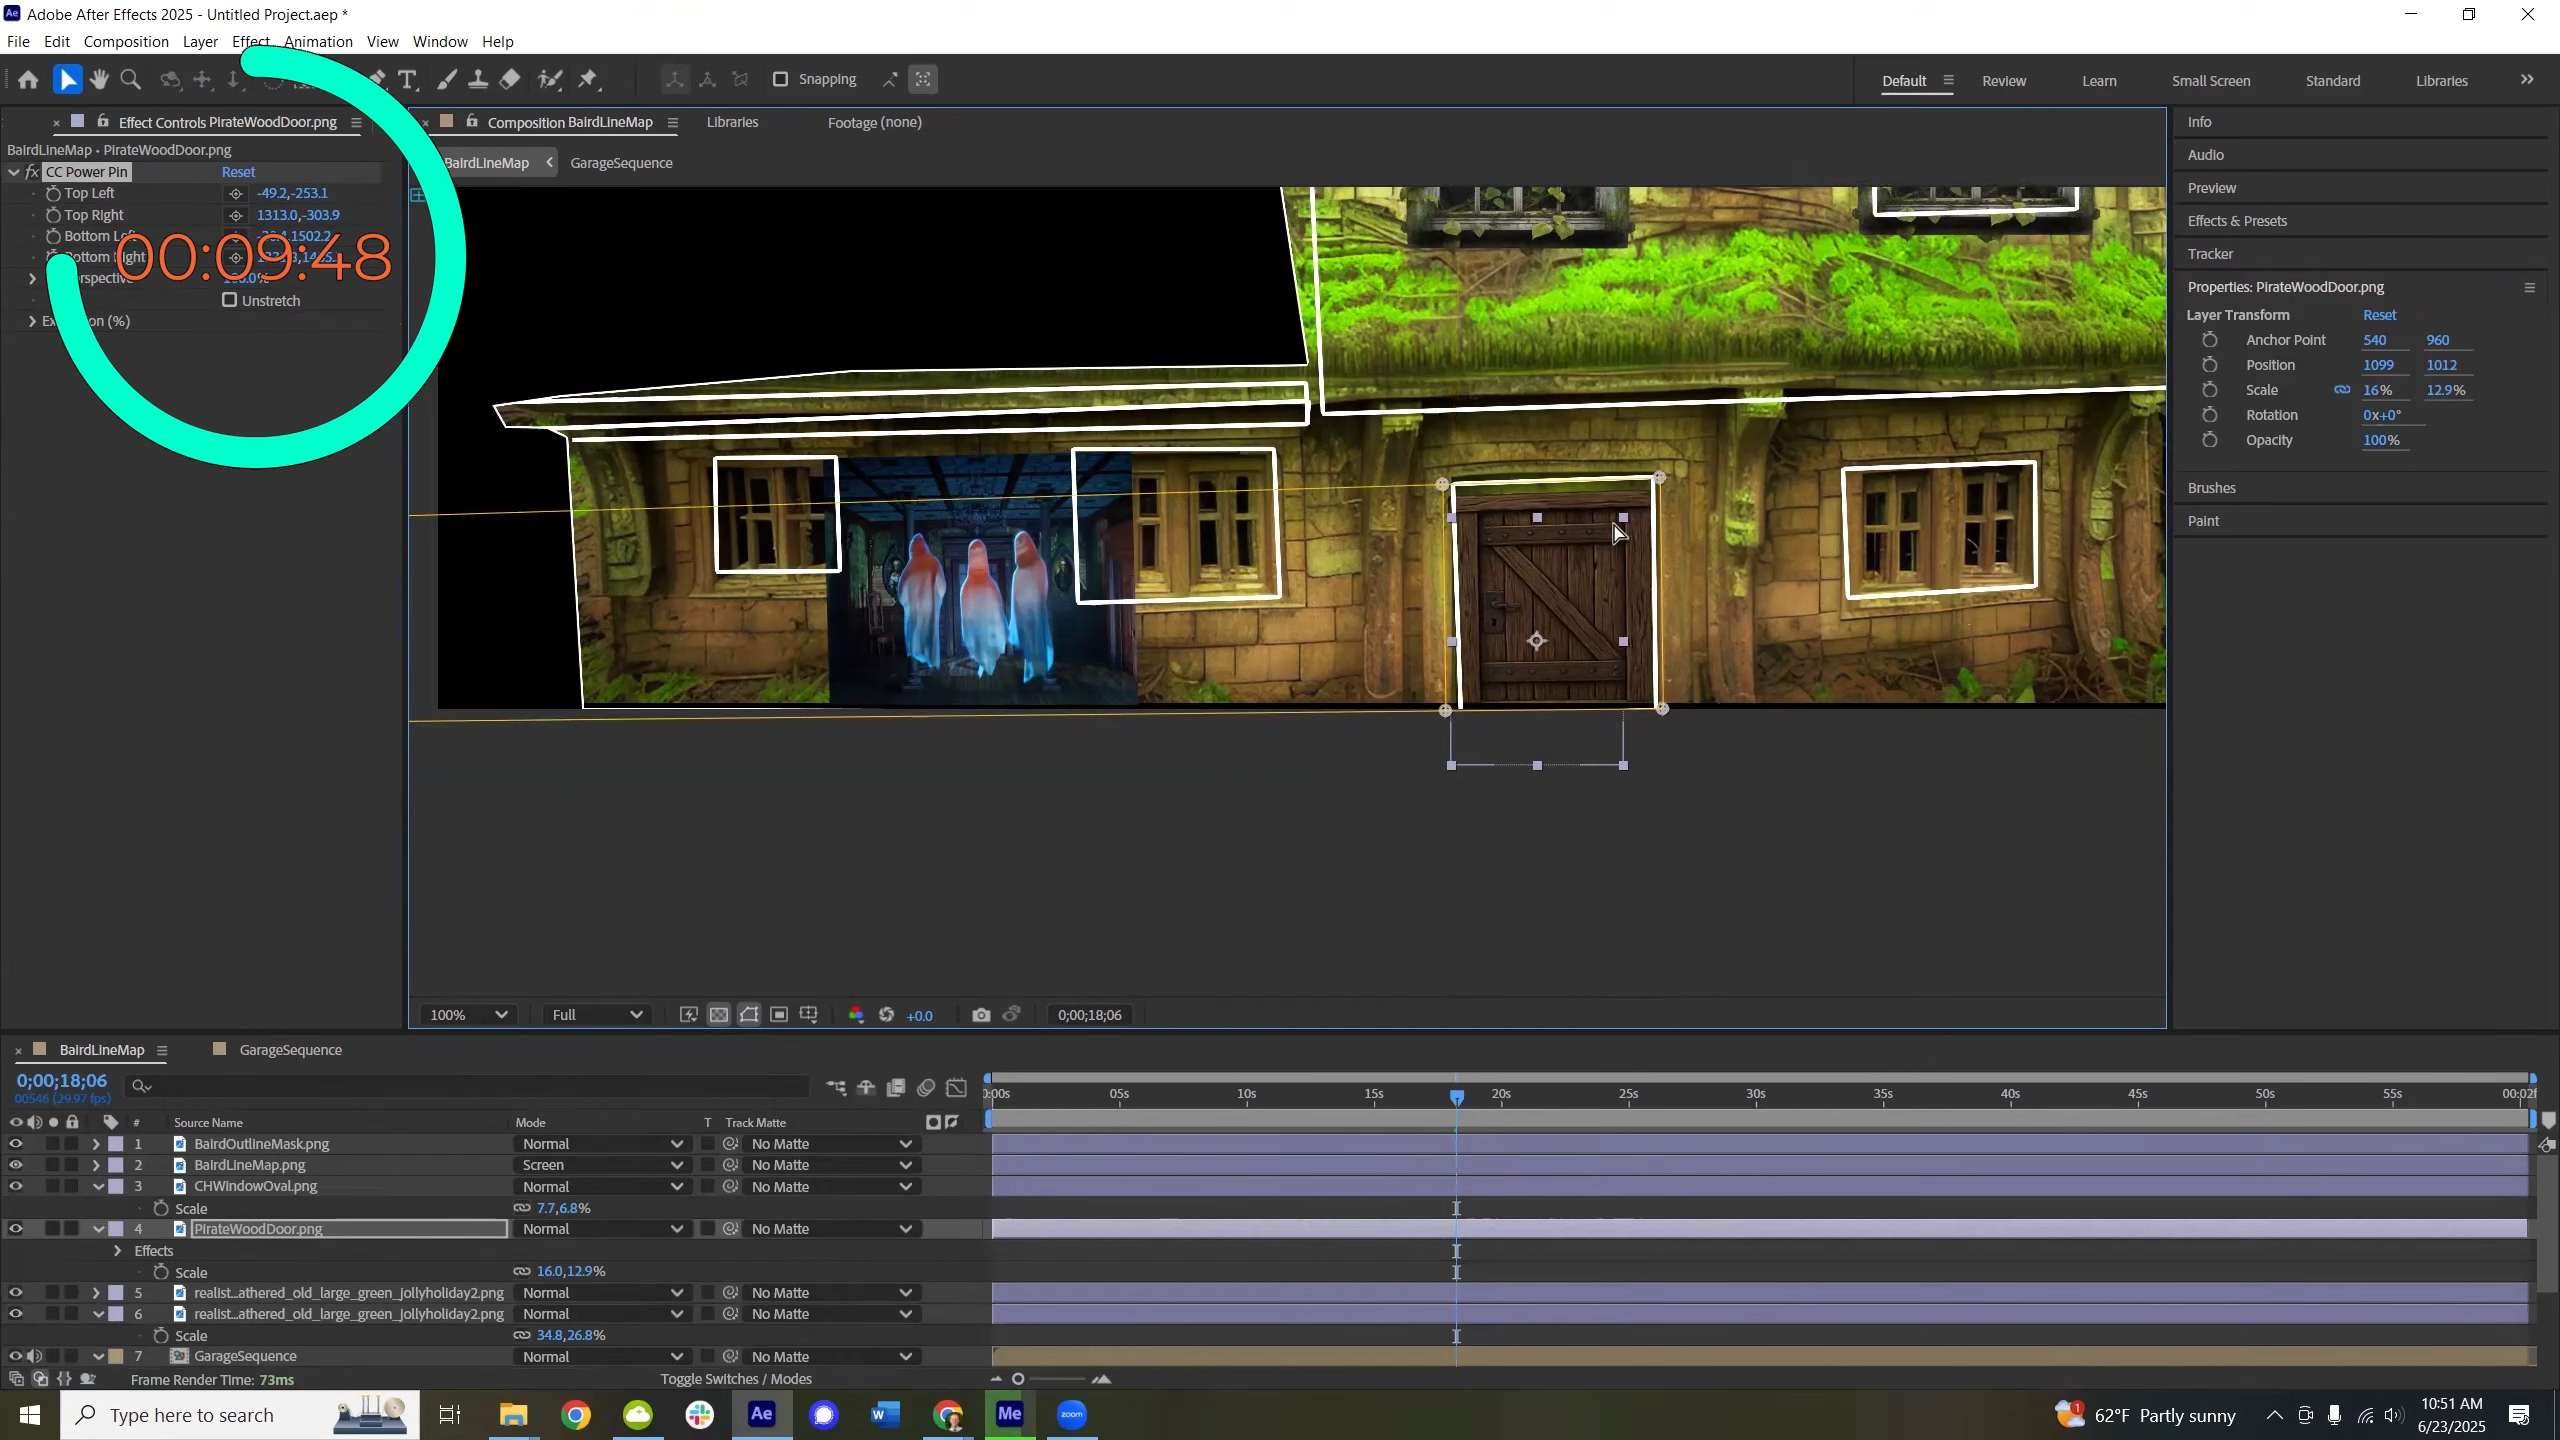 Adobe After Effects 2025 - Untitled Project.aep *
File Edit Composition Layer Effect Animation View Window Help
Snapping
Default Review Learn Small Screen Standard Libraries
Effect Controls PirateWoodDoor.png
Composition BairdLineMap Libraries Footage (none)
BairdLineMap • PirateWoodDoor.png
BairdLineMap GarageSequence
fx CC Power Pin Reset
Top Left -49.2,-253.1
Top Right 1313.0,-303.9
Bottom
00:09:48
Unstretch
(%)
Info
Audio
Preview
Effects & Presets
Tracker
Properties: PirateWoodDoor.png
Layer Transform Reset
Anchor Point 540 960
Position 1099 1012
Scale 16% 12.9%
Rotation 0x+0°
Opacity 100%
Brushes
Paint
100% Full +0.0 0;00;18;06
BairdLineMap GarageSequence
0;00;18;06
00546 (29.97 fps)
05s 10s 15s 20s 25s 30s 35s 40s 45s 50s 55s
# Source Name Mode T Track Matte
1 BairdOutlineMask.png Normal No Matte
2 BairdLineMap.png Screen No Matte
3 CHWindowOval.png Normal No Matte
Scale 7.7,6.8%
4 PirateWoodDoor.png Normal No Matte
Effects
Scale 16.0,12.9%
5 realist...athered_old_large_green_jollyholiday2.png Normal No Matte
6 realist...athered_old_large_green_jollyholiday2.png Normal No Matte
Scale 34.8,26.8%
7 GarageSequence Normal No Matte
Frame Render Time: 73ms Toggle Switches / Modes
Type here to search
Ae
Me
zoom
1
62°F Partly sunny
10:51 AM
6/23/2025